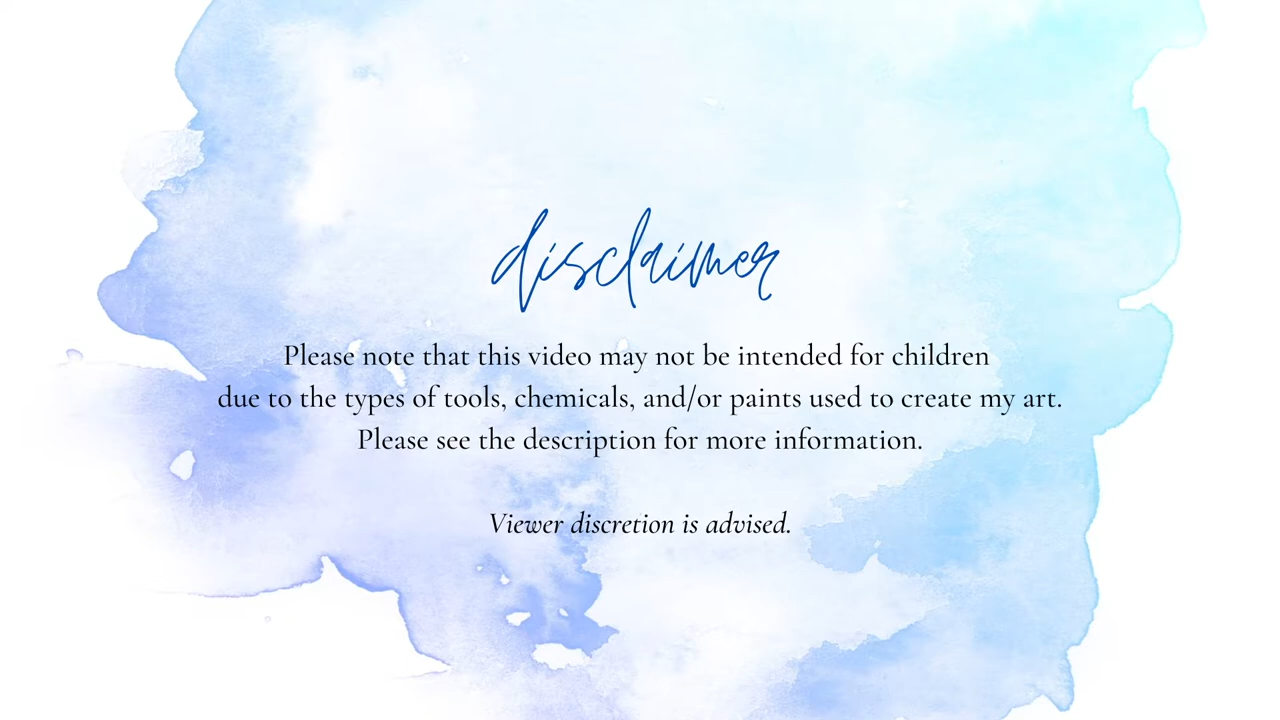 disclaimer
Please note that this video may not be intended for children
due to the types of tools, chemicals, and/or paints used to create my art.
Please see the description for more information.
Viewer discretion is advised.